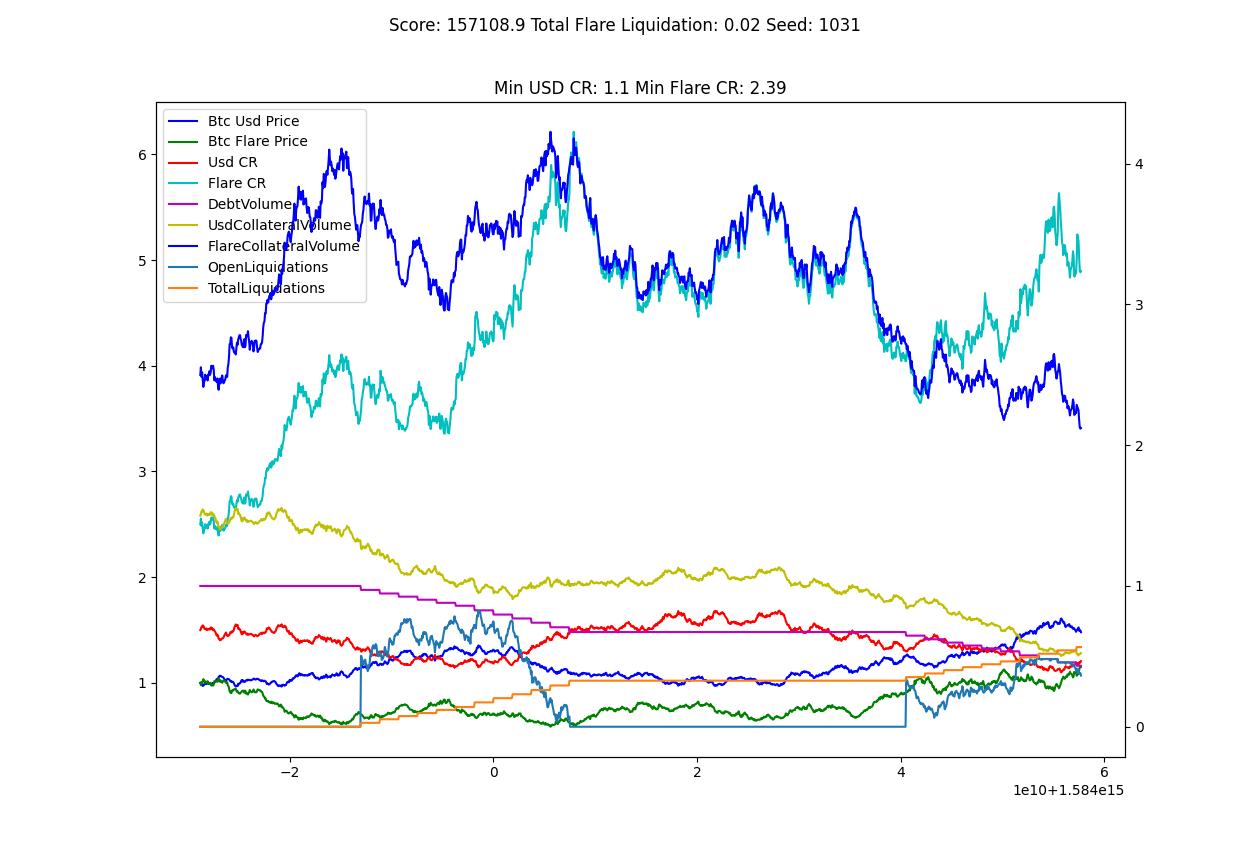 Score: 157108.9 Total Flare Liquidation: 0.02 Seed: 1031
Min USD CR: 1.1 Min Flare CR: 2.39
Btc Usd Price
Btc Flare Price
Usd CR
Flare CR
DebtVolume
UsdCollateralVolume
FlareCollateralVolume
OpenLiquidations
TotalLiquidations
6
5
4
3
2
1
4
3
2
1
0
−2
0
2
4
6
1e10+1.584e15